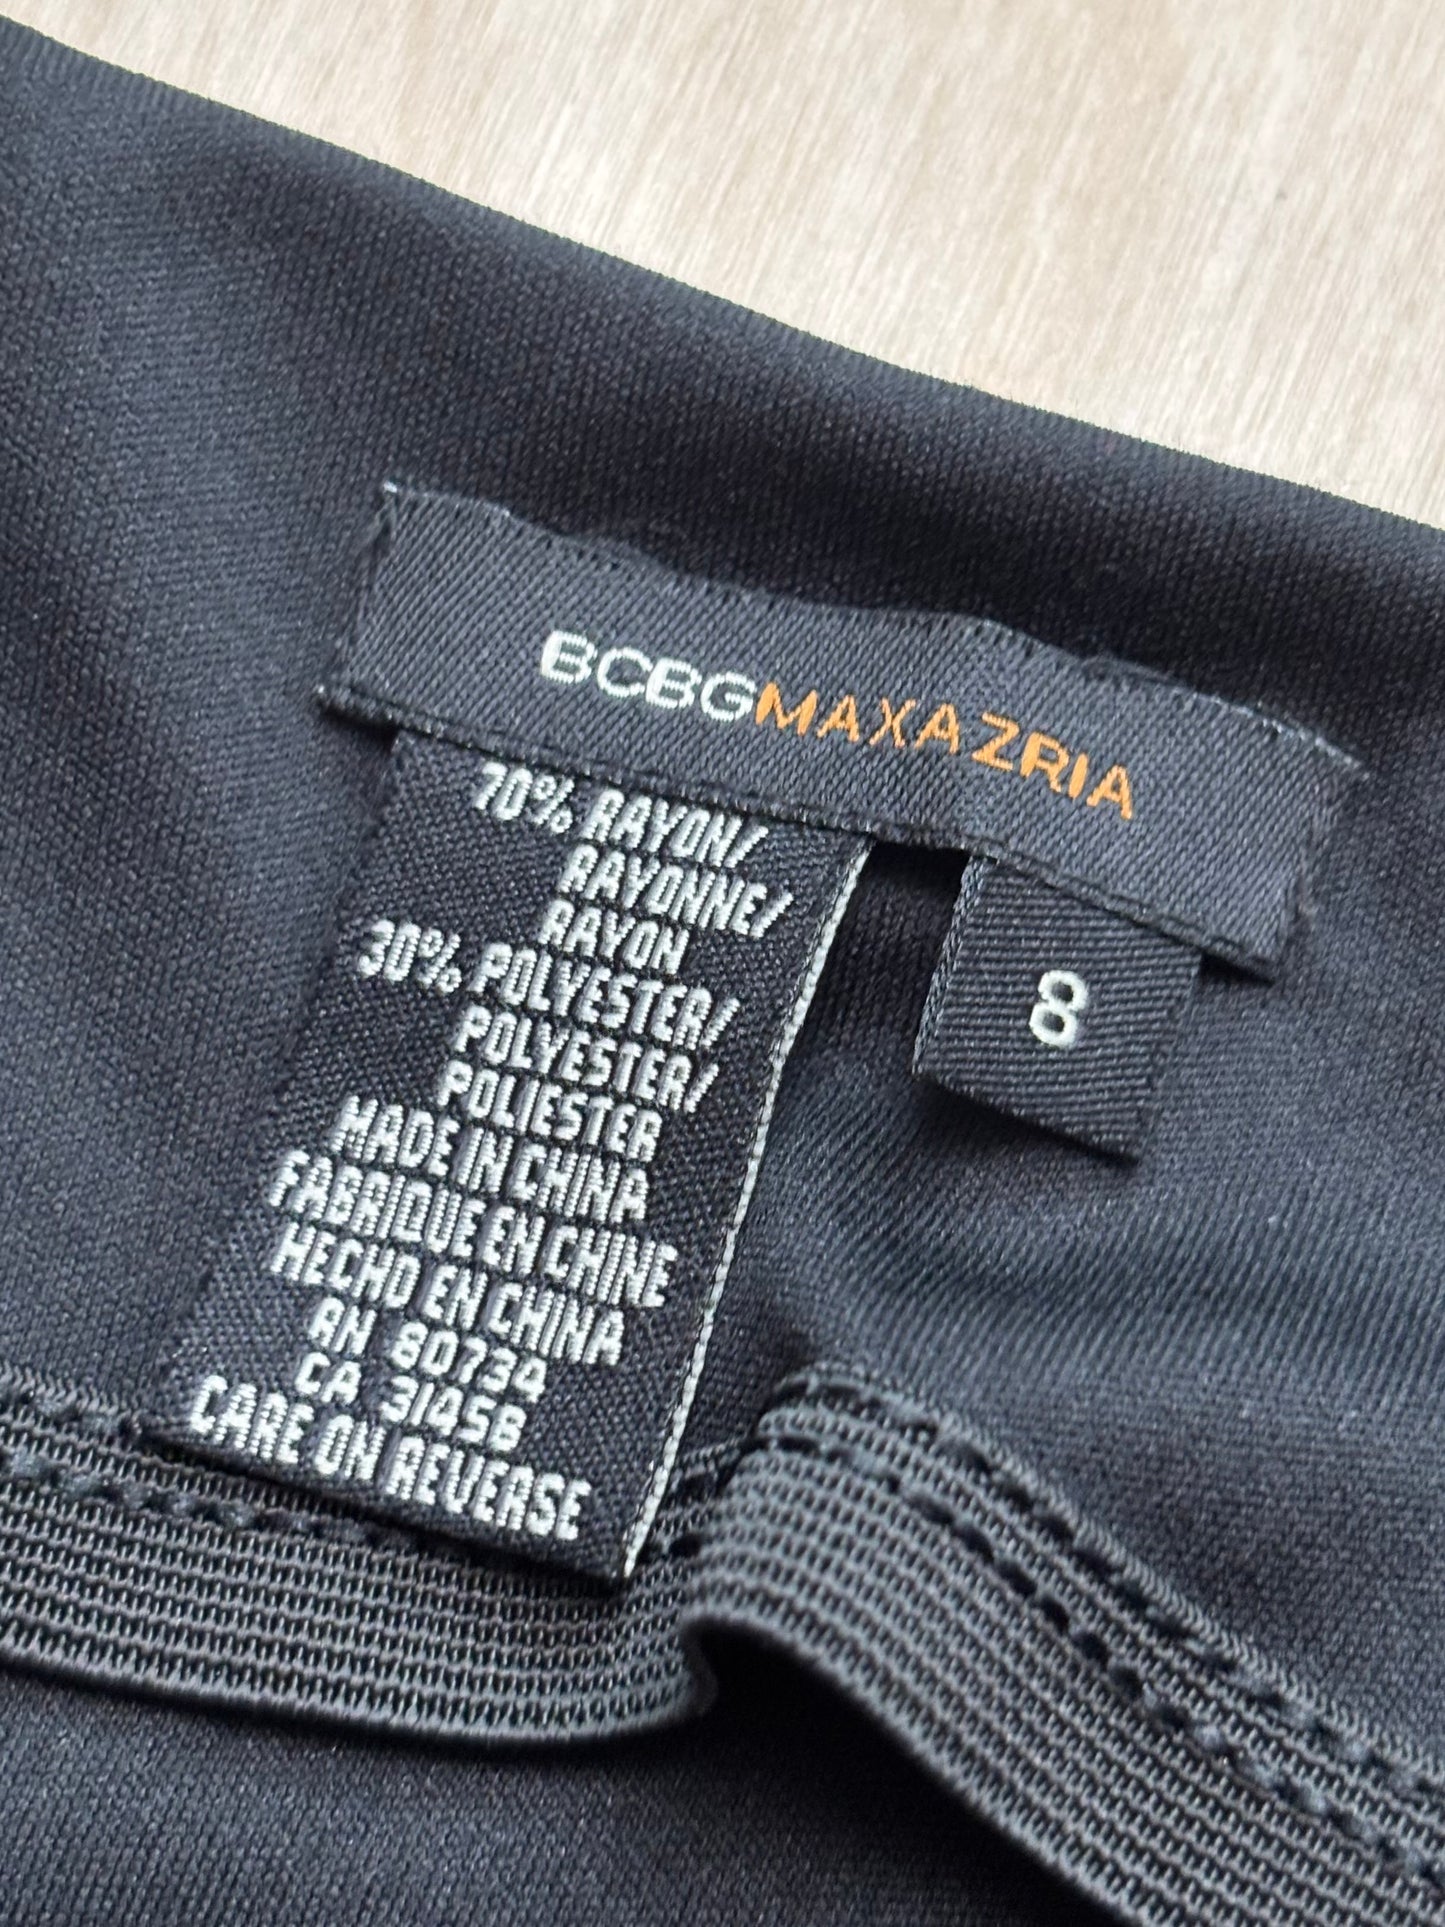 BCBGMAXAZRIA
8
70% RAYON/
RAYONNE/
RAYON
30% POLYESTER/
POLYESTER/
POLIESTER
MADE IN CHINA
FABRIQUE EN CHINE
HECHO EN CHINA
RN 80734
CA 31458
CARE ON REVERSE